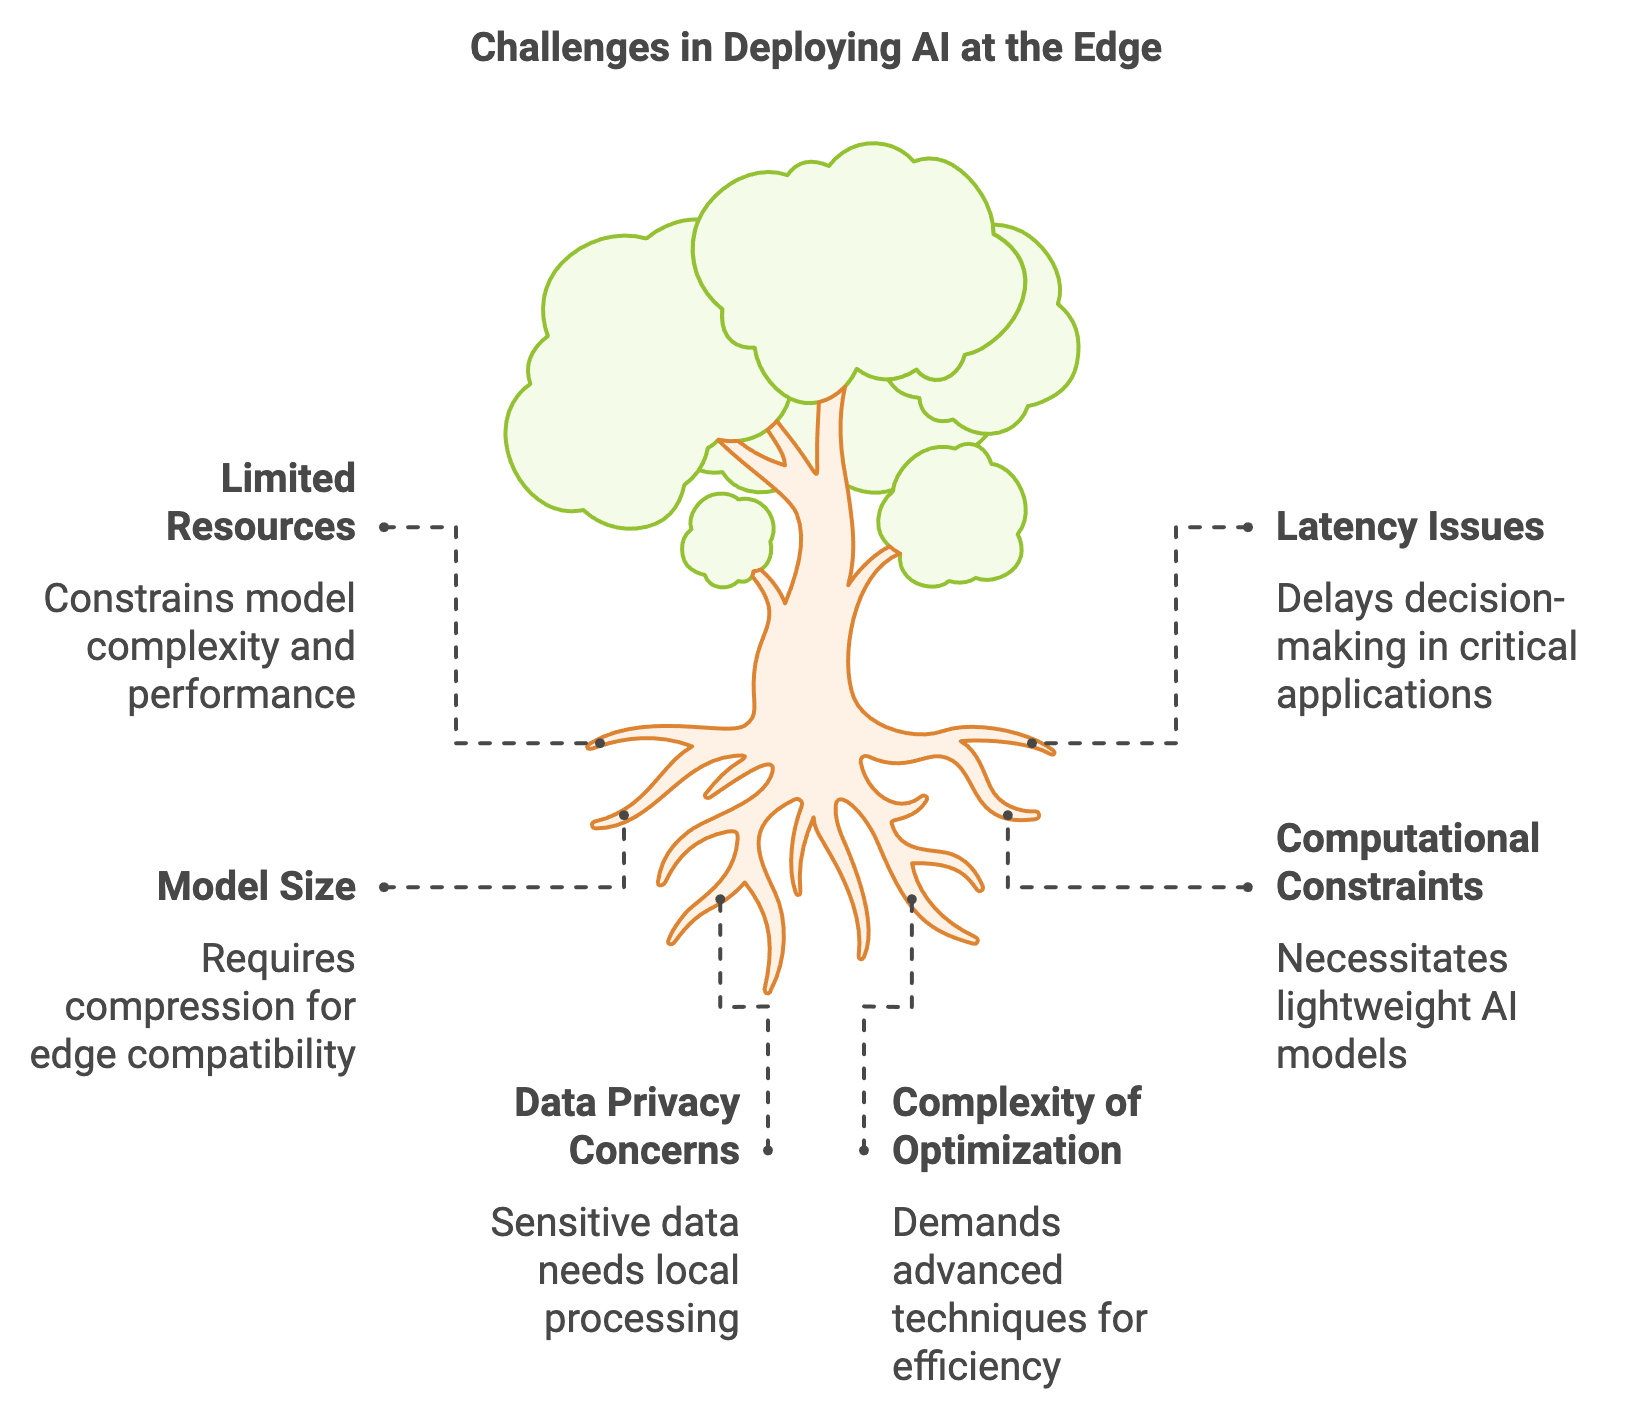 Challenges in Deploying AI at the Edge
Limited
Resources
Constrains model
complexity and
performance
Latency Issues
Delays decision-
making in critical
applications
Model Size
Requires
compression for
edge compatibility
Computational
Constraints
Necessitates
lightweight AI
models
Data Privacy
Concerns
Sensitive data
needs local
processing
Complexity of
Optimization
Demands
advanced
techniques for
efficiency